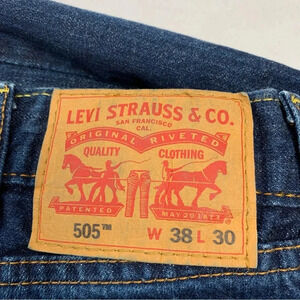 LEVI STRAUSS & CO.
SAN FRANCISCO
CAL.
ORIGINAL RIVETED
QUALITY CLOTHING
PATENTED MAY 20 1873
505™ W 38 L 30